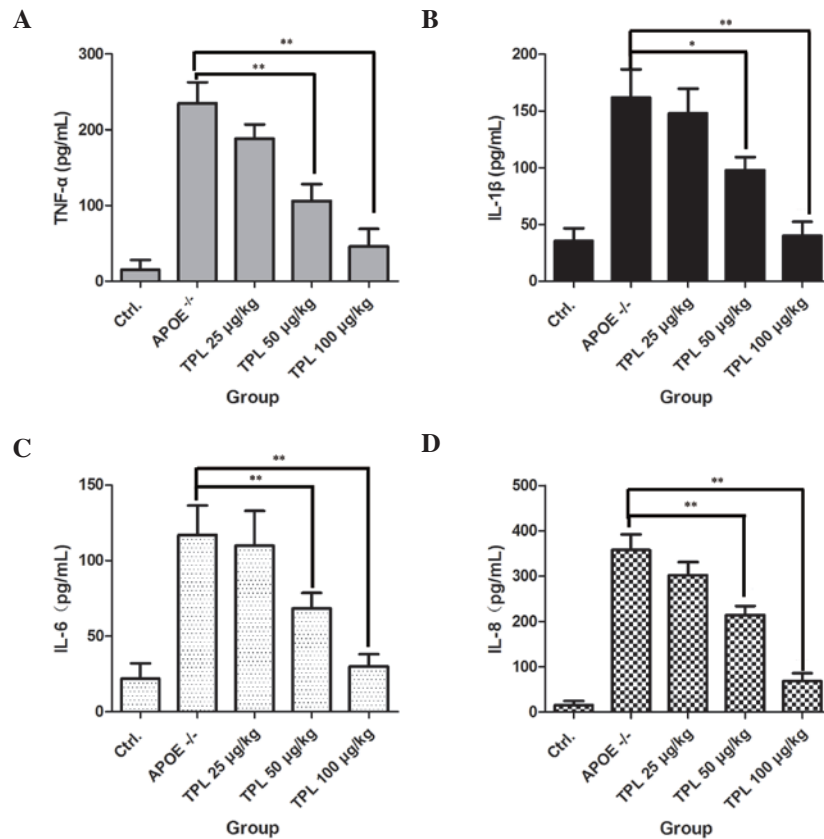 A
TNF-α (pg/mL)
300
200
100
0
**
**
Ctrl.
APOE -/-
TPL 25 µg/kg
TPL 50 µg/kg
TPL 100 µg/kg
Group
B
IL-1β (pg/mL)
200
150
100
50
0
**
*
Ctrl.
APOE -/-
TPL 25 µg/kg
TPL 50 µg/kg
TPL 100 µg/kg
Group
C
IL-6（pg/mL)
150
100
50
0
**
**
Ctrl.
APOE -/-
TPL 25 µg/kg
TPL 50 µg/kg
TPL 100 µg/kg
Group
D
IL-8（pg/mL)
500
400
300
200
100
0
**
**
Ctrl.
APOE -/-
TPL 25 µg/kg
TPL 50 µg/kg
TPL 100 µg/kg
Group